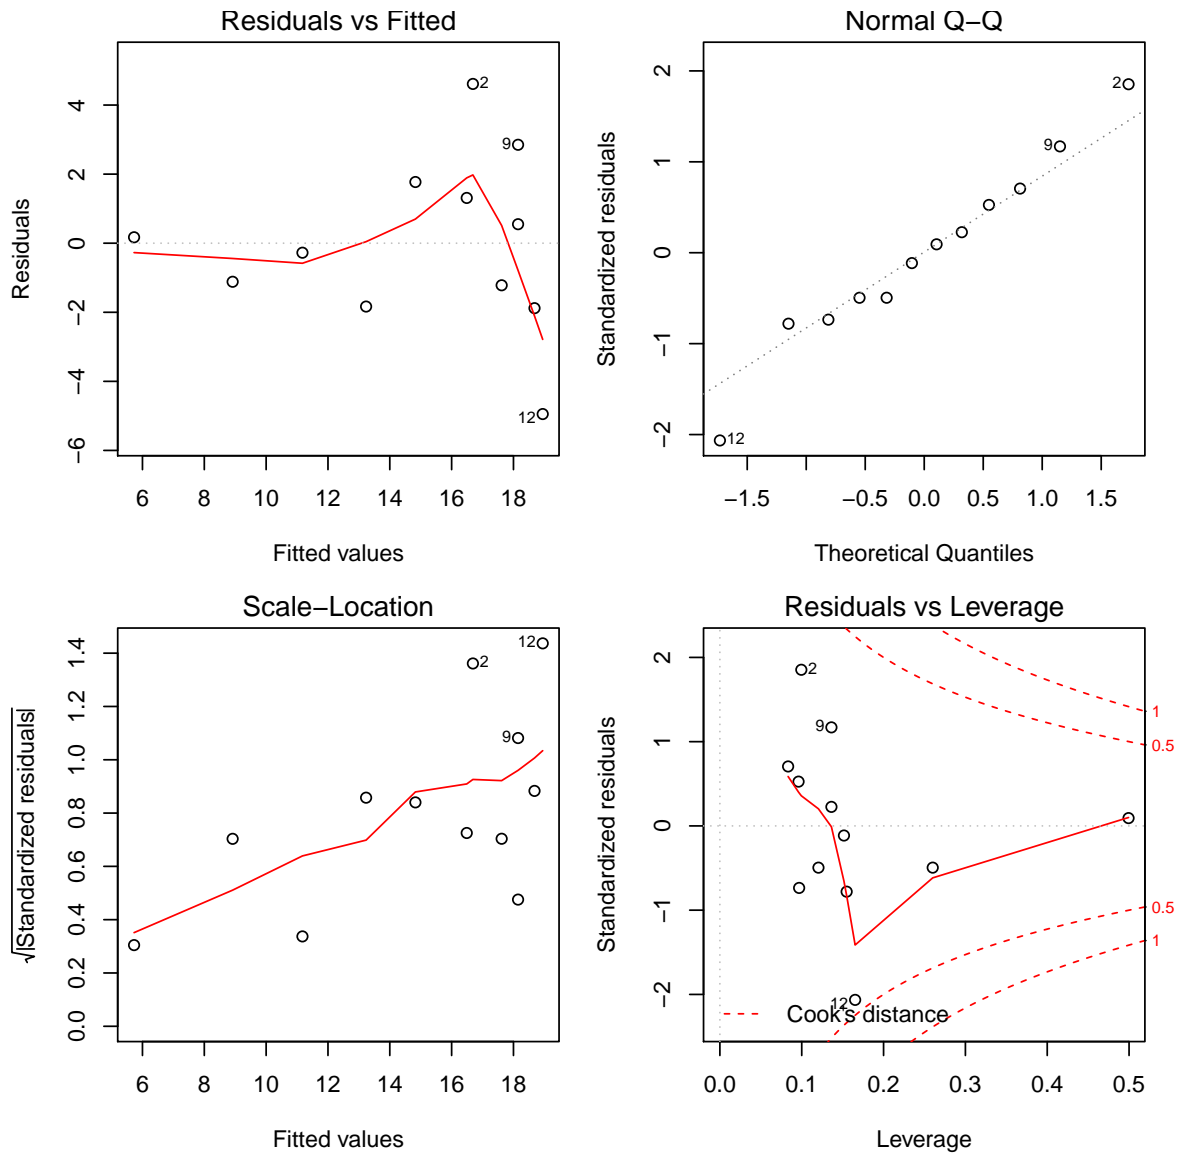 Residuals vs Fitted
Residuals
4
2
0
−2
−4
−6
2
9
12
6 8 10 12 14 16 18
Fitted values
Normal Q−Q
Standardized residuals
2
1
0
−1
−2
2
9
12
−1.5 −0.5 0.0 0.5 1.0 1.5
Theoretical Quantiles
Scale−Location
√|Standardized residuals|
1.4
1.2
1.0
0.8
0.6
0.4
0.2
0.0
12
2
9
6 8 10 12 14 16 18
Fitted values
Residuals vs Leverage
Standardized residuals
2
1
0
−1
−2
2
9
12
1
0.5
0.5
1
Cook's distance
0.0 0.1 0.2 0.3 0.4 0.5
Leverage